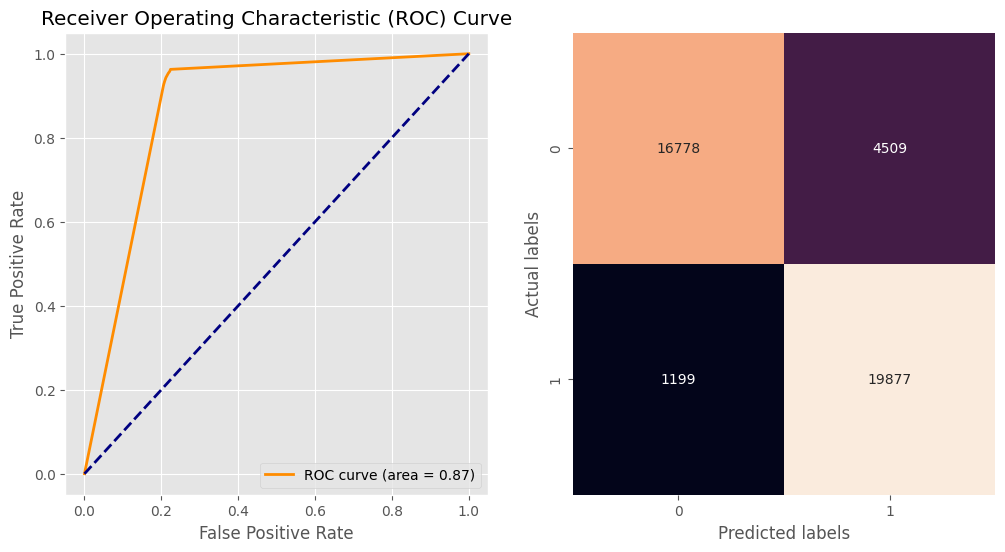 Receiver Operating Characteristic (ROC) Curve
True Positive Rate
1.0
0.8
0.6
0.4
0.2
0.0
0.0 0.2 0.4 0.6 0.8 1.0
False Positive Rate
ROC curve (area = 0.87)
Actual labels
0
1
16778 4509
1199 19877
0 1
Predicted labels